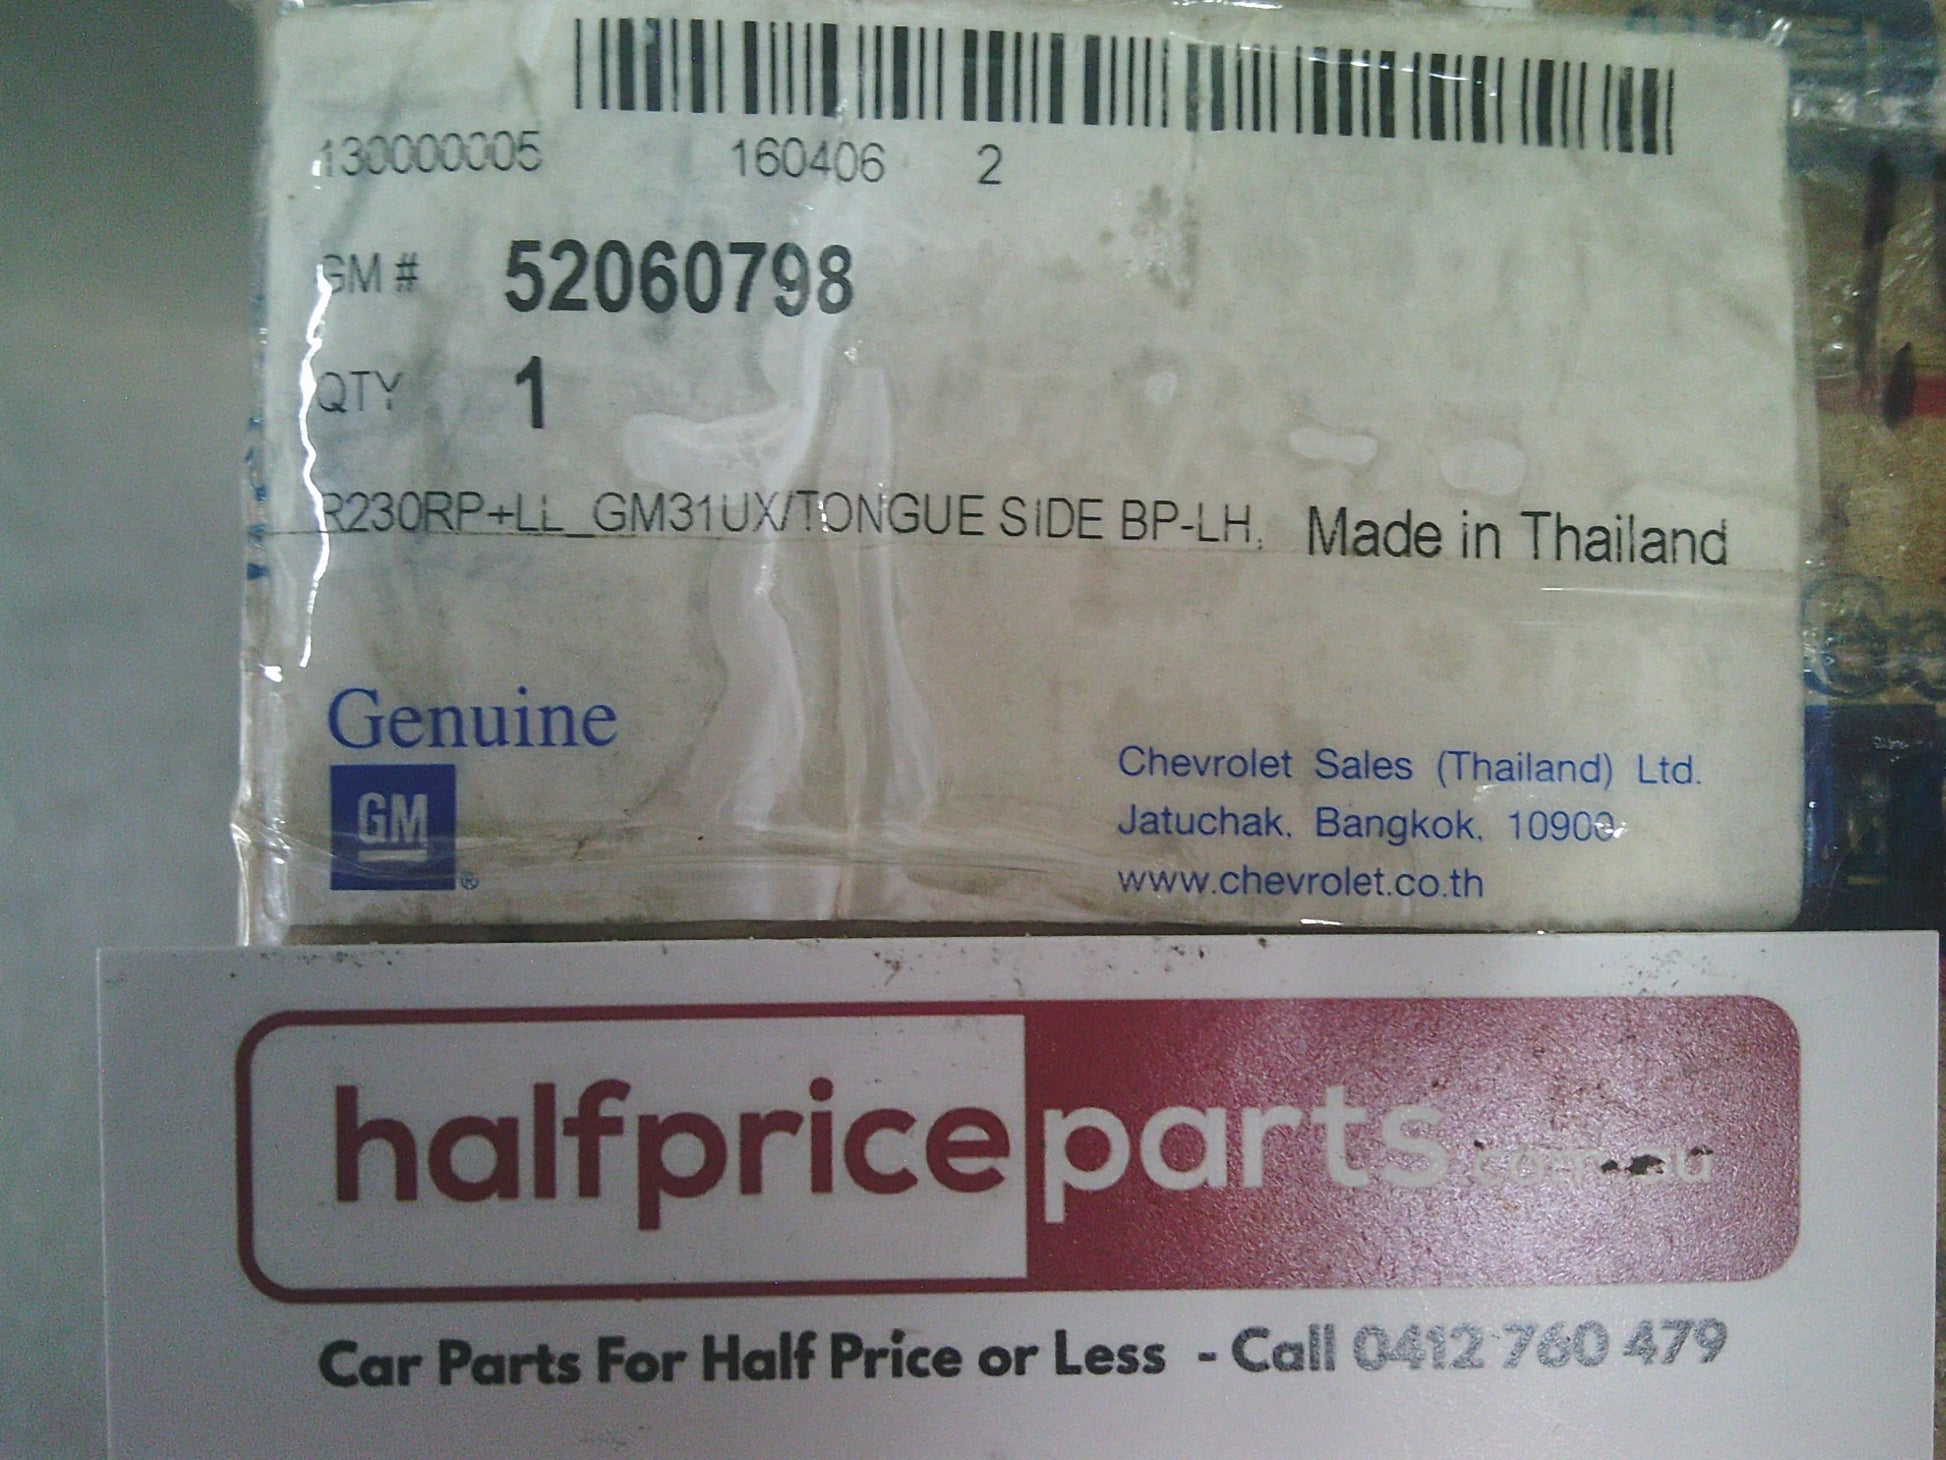 130000005 160406 2
GM # 52060798
QTY 1
R230RP+LL_GM31UX/TONGUE SIDE BP-LH, Made in Thailand
Genuine
GM ®
Chevrolet Sales (Thailand) Ltd.
Jatuchak, Bangkok, 10900
www.chevrolet.co.th
halfpriceparts.com.au
Car Parts For Half Price or Less - Call 0412 760 479